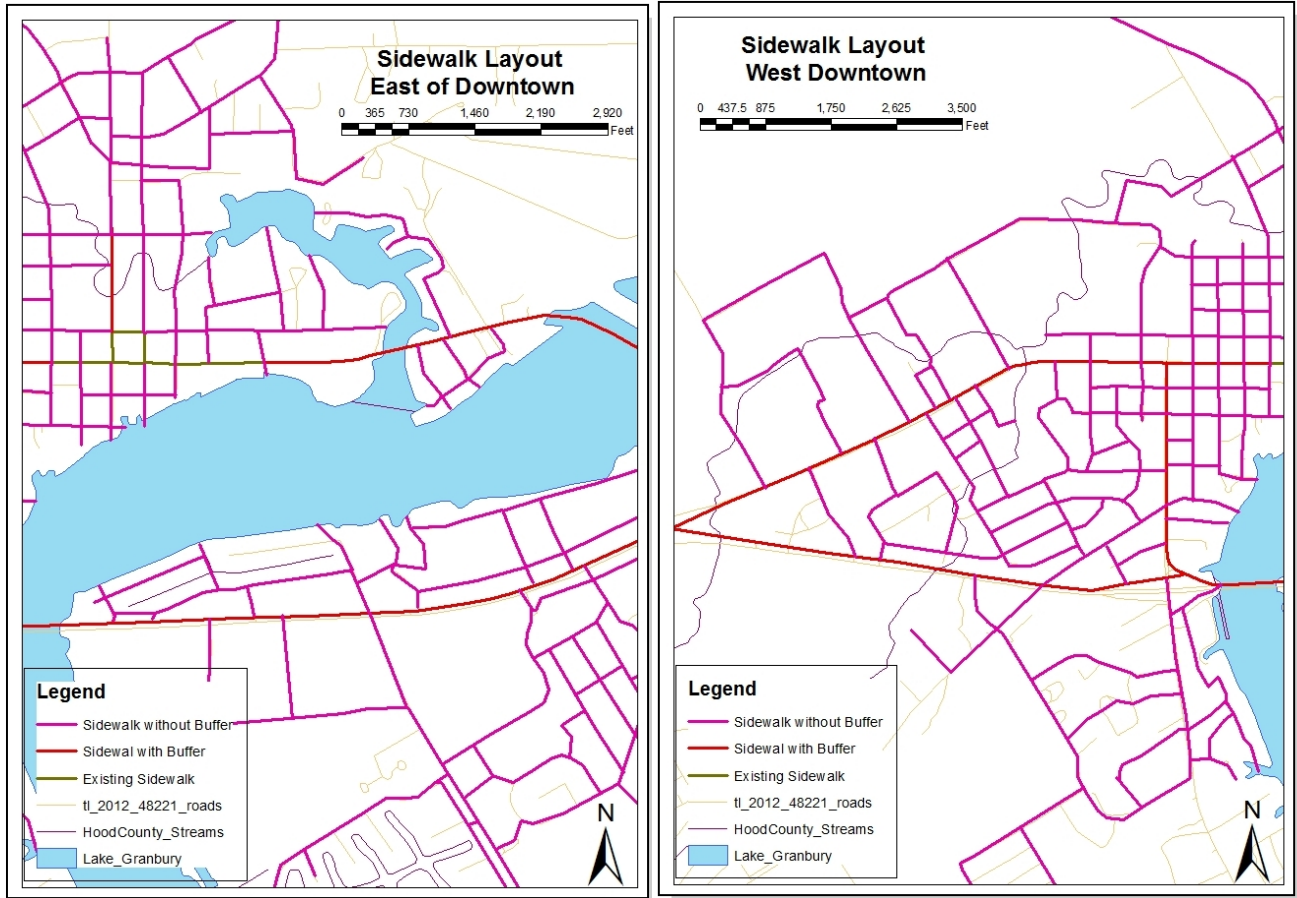 Sidewalk Layout
East of Downtown
0 365 730 1,460 2,190 2,920
Feet
Legend
Sidewalk without Buffer
Sidewal with Buffer
Existing Sidewalk
tl_2012_48221_roads
HoodCounty_Streams
Lake_Granbury
N
Sidewalk Layout
West Downtown
0 437.5 875 1,750 2,625 3,500
Feet
Legend
Sidewalk without Buffer
Sidewal with Buffer
Existing Sidewalk
tl_2012_48221_roads
HoodCounty_Streams
Lake_Granbury
N